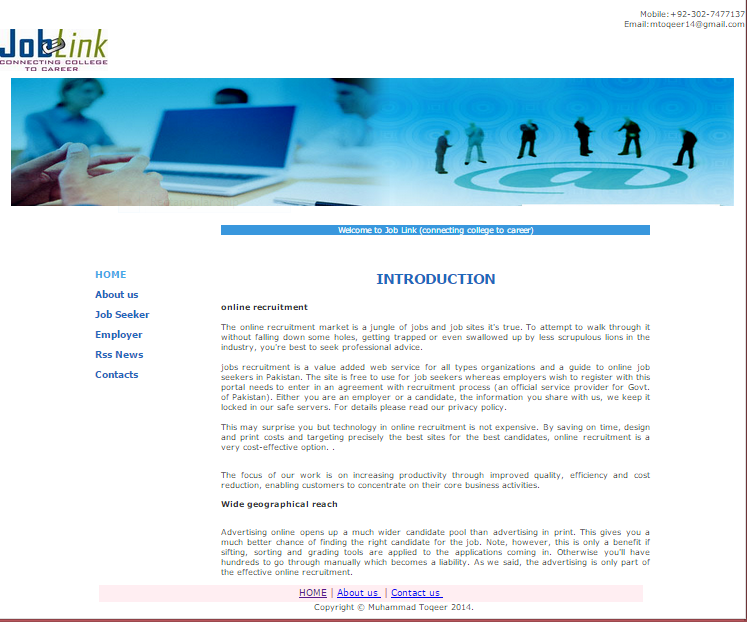 Mobile:+92-302-7477137
Email:mtoqeer14@gmail.com
JobLink
CONNECTING COLLEGE
TO CAREER
@
Welcome to Job Link (connecting college to career)
HOME
About us
Job Seeker
Employer
Rss News
Contacts
INTRODUCTION
online recruitment
The online recruitment market is a jungle of jobs and job sites it's true. To attempt to walk through it
without falling down some holes, getting trapped or even swallowed up by less scrupulous lions in the
industry, you're best to seek professional advice.
Jobs recruitment is a value added web service for all types organizations and a guide to online job
seekers in Pakistan. The site is free to use for job seekers whereas employers wish to register with this
portal needs to enter in an agreement with recruitment process (an official service provider for Govt.
of Pakistan). Either you are an employer or a candidate, the information you share with us, we keep it
locked in our safe servers. For details please read our privacy policy.
This may surprise you but technology in online recruitment is not expensive. By saving on time, design
and print costs and targeting precisely the best sites for the best candidates, online recruitment is a
very cost-effective option. .
The focus of our work is on increasing productivity through improved quality, efficiency and cost
reduction, enabling customers to concentrate on their core business activities.
Wide geographical reach
Advertising online opens up a much wider candidate pool than advertising in print. This gives you a
much better chance of finding the right candidate for the job. Note, however, this is only a benefit if
sifting, sorting and grading tools are applied to the applications coming in. Otherwise you'll have
hundreds to go through manually which becomes a liability. As we said, the advertising is only part of
the effective online recruitment.
HOME | About us | Contact us
Copyright © Muhammad Toqeer 2014.